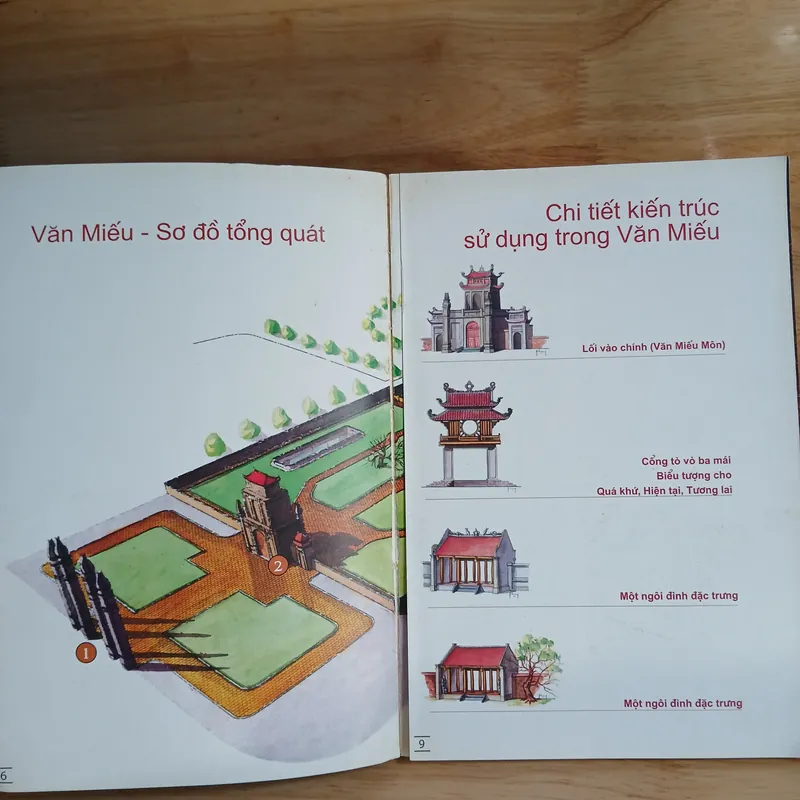 Văn Miếu - Sơ đồ tổng quát
1
2
6
Chi tiết kiến trúc
sử dụng trong Văn Miếu
Lối vào chính (Văn Miếu Môn)
Cổng tò vò ba mái
Biểu tượng cho
Quá khứ, Hiện tại, Tương lai
Một ngôi đình đặc trưng
Một ngôi đình đặc trưng
9